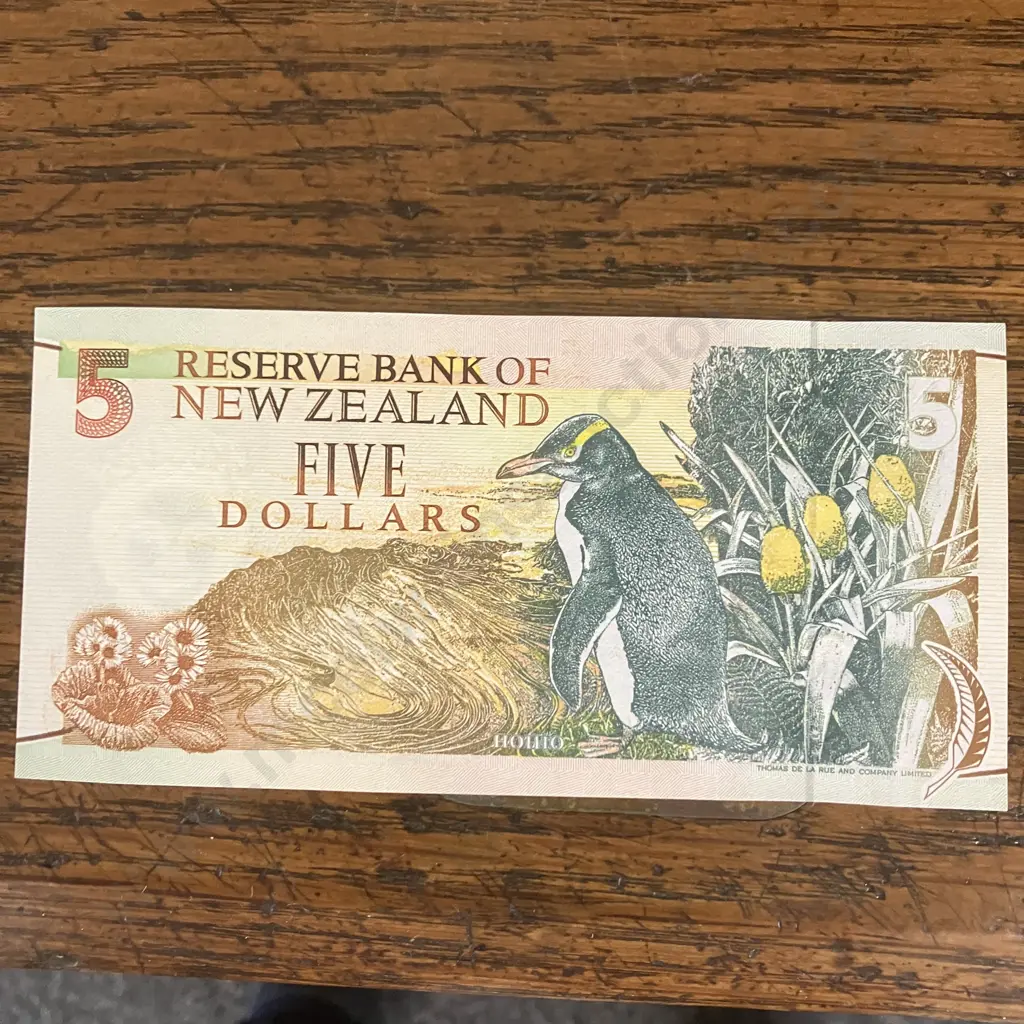 5
RESERVE BANK OF
NEW ZEALAND
FIVE
DOLLARS
5
HOIHO
THOMAS DE LA RUE AND COMPANY LIMITED